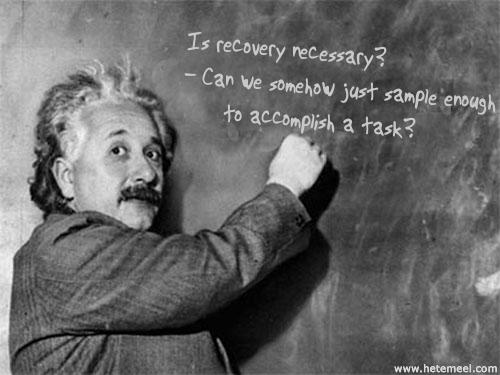 Is recovery necessary?
- Can we somehow just sample enough
to accomplish a task?
www.hetemeel.com